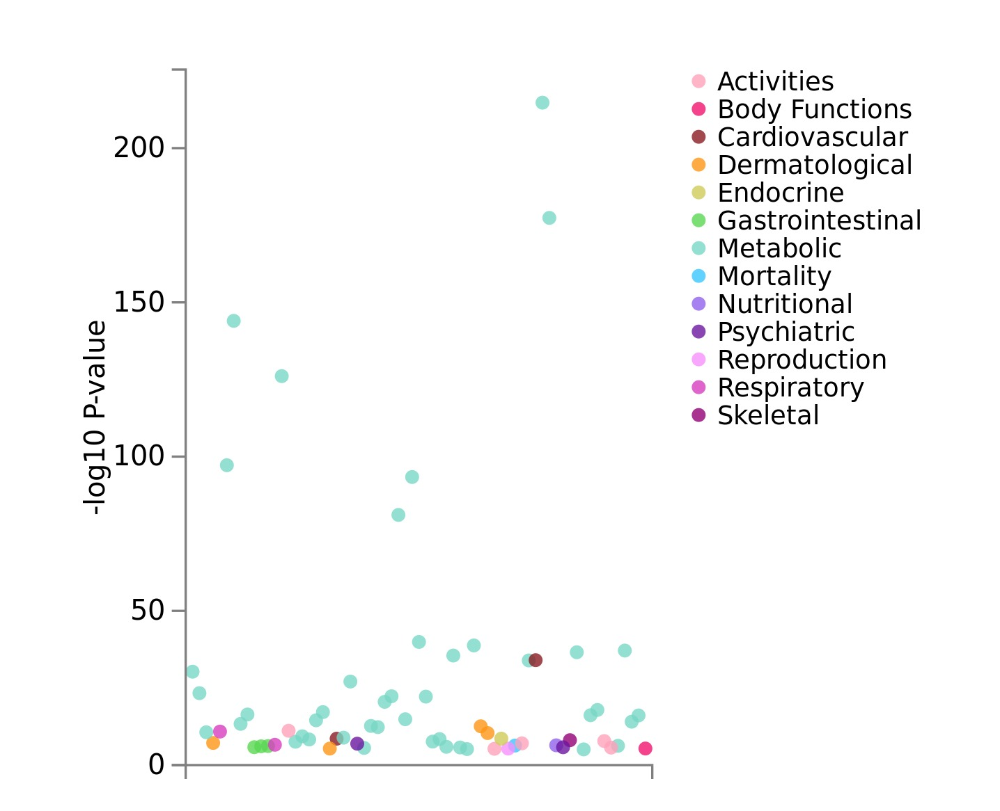 -log10 P-value
200
150
100
50
0
Activities
Body Functions
Cardiovascular
Dermatological
Endocrine
Gastrointestinal
Metabolic
Mortality
Nutritional
Psychiatric
Reproduction
Respiratory
Skeletal